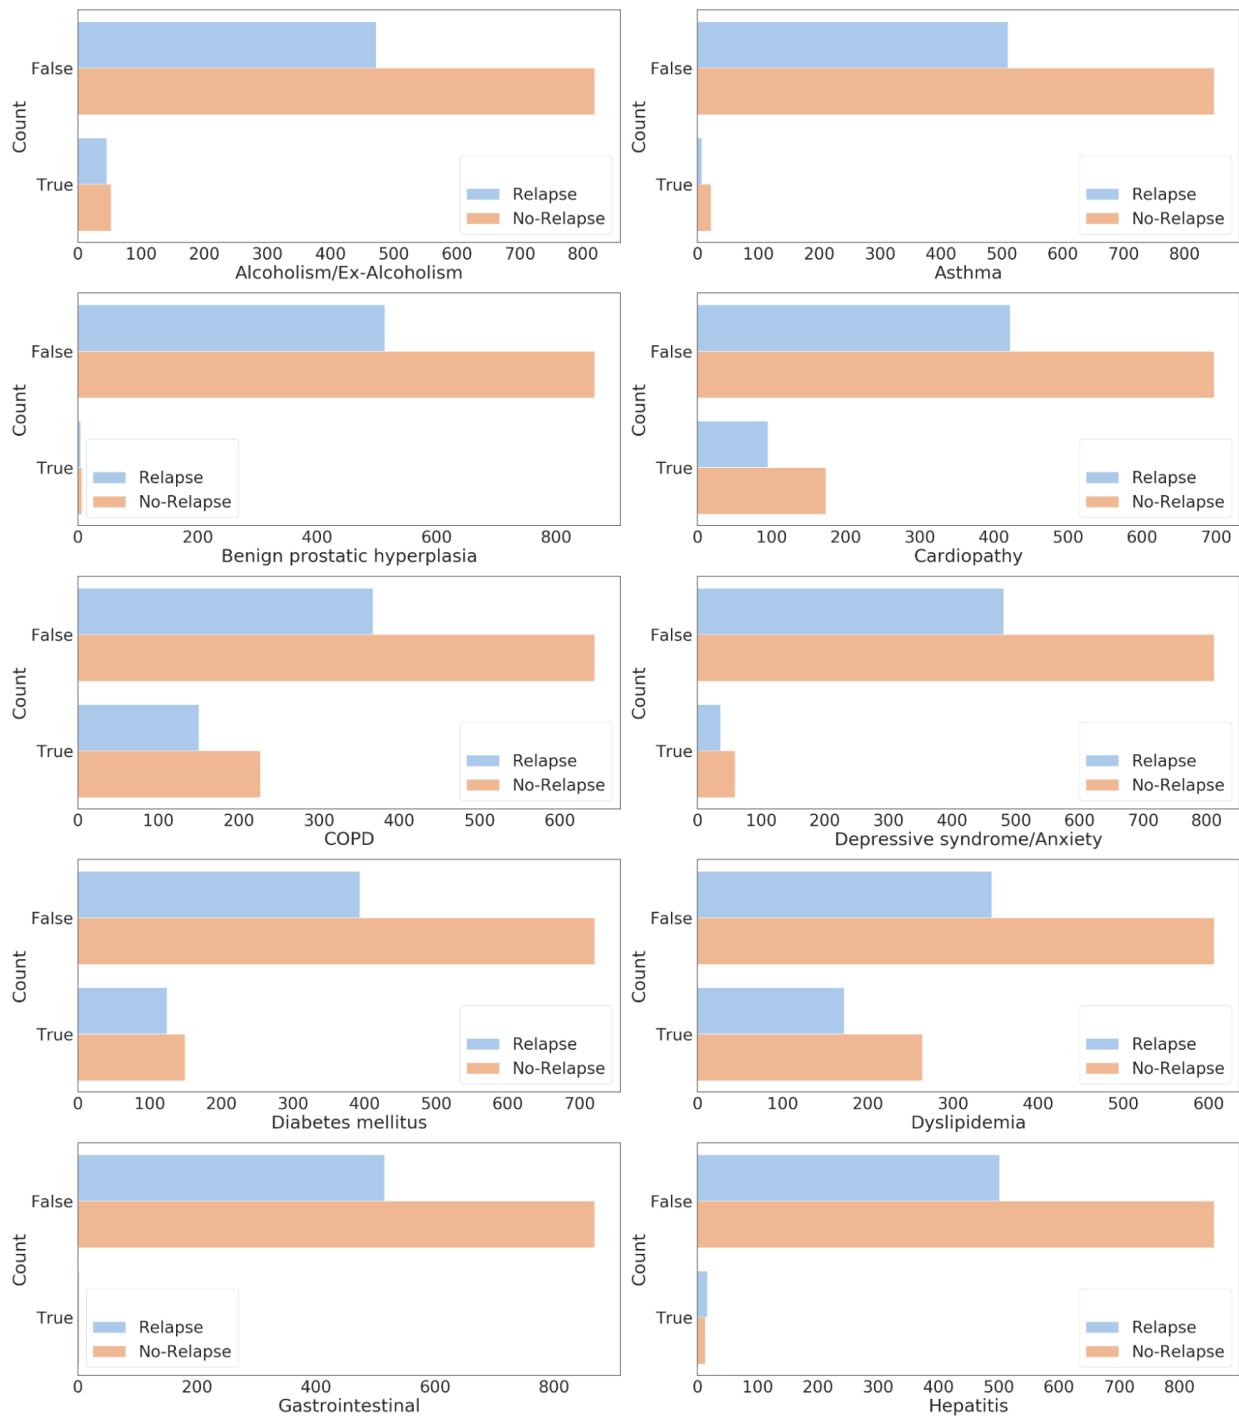 Count
False
True
Relapse
No-Relapse
0 100 200 300 400 500 600 700 800
Alcoholism/Ex-Alcoholism
Count
False
True
Relapse
No-Relapse
0 100 200 300 400 500 600 700 800
Asthma
Count
False
True
Relapse
No-Relapse
0 200 400 600 800
Benign prostatic hyperplasia
Count
False
True
Relapse
No-Relapse
0 100 200 300 400 500 600 700
Cardiopathy
Count
False
True
Relapse
No-Relapse
0 100 200 300 400 500 600
COPD
Count
False
True
Relapse
No-Relapse
0 100 200 300 400 500 600 700 800
Depressive syndrome/Anxiety
Count
False
True
Relapse
No-Relapse
0 100 200 300 400 500 600 700
Diabetes mellitus
Count
False
True
Relapse
No-Relapse
0 100 200 300 400 500 600
Dyslipidemia
Count
False
True
Relapse
No-Relapse
0 200 400 600 800
Gastrointestinal
Count
False
True
Relapse
No-Relapse
0 100 200 300 400 500 600 700 800
Hepatitis